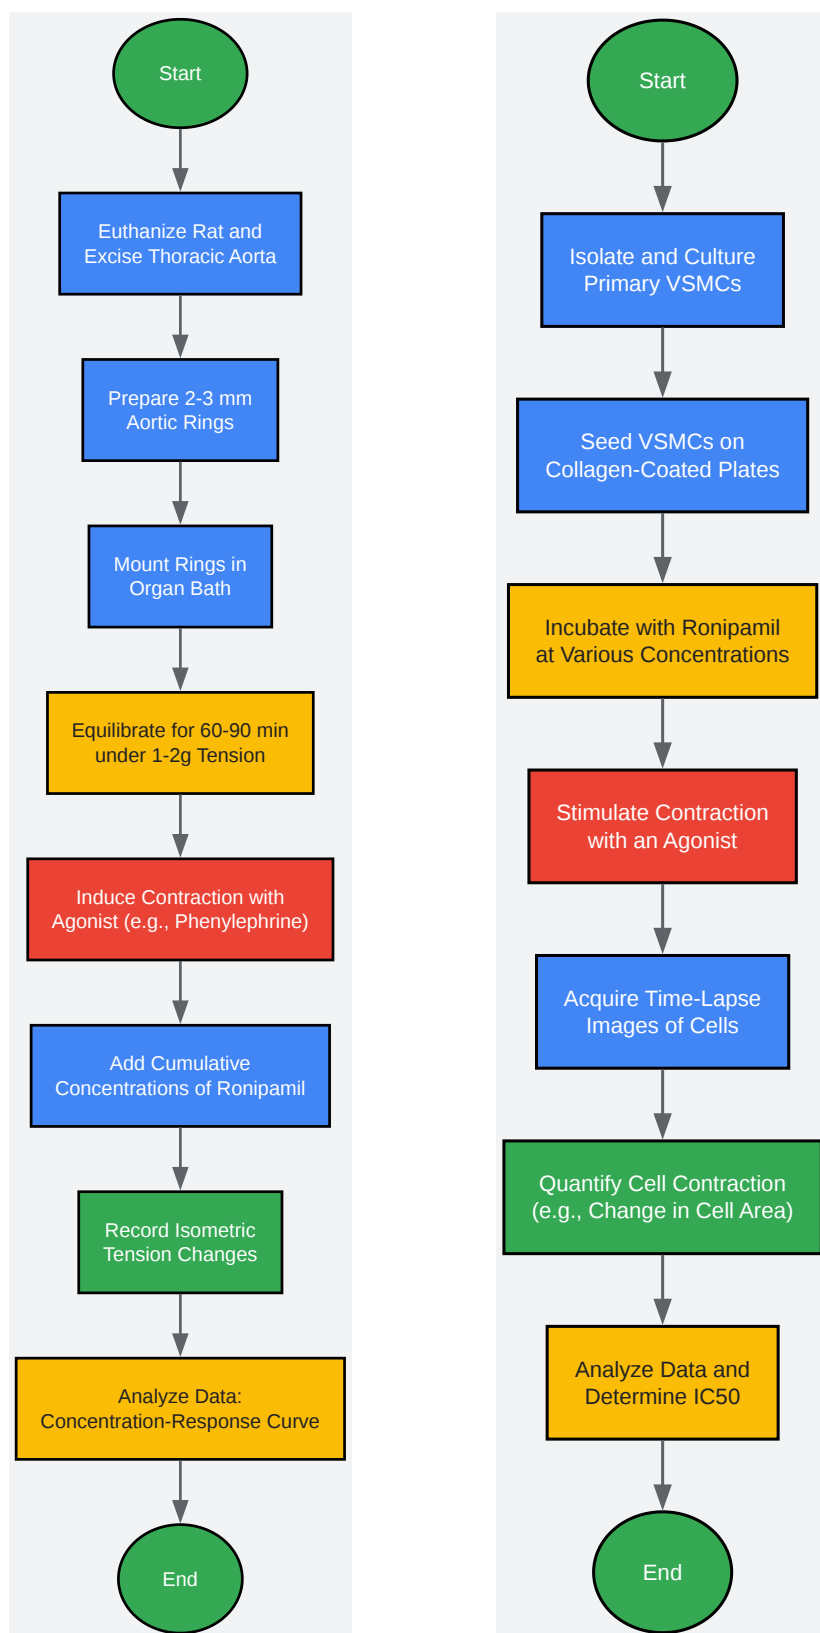 Start
Euthanize Rat and
Excise Thoracic Aorta
Prepare 2-3 mm
Aortic Rings
Mount Rings in
Organ Bath
Equilibrate for 60-90 min
under 1-2g Tension
Induce Contraction with
Agonist (e.g., Phenylephrine)
Add Cumulative
Concentrations of Ronipamil
Record Isometric
Tension Changes
Analyze Data:
Concentration-Response Curve
End
Start
Isolate and Culture
Primary VSMCs
Seed VSMCs on
Collagen-Coated Plates
Incubate with Ronipamil
at Various Concentrations
Stimulate Contraction
with an Agonist
Acquire Time-Lapse
Images of Cells
Quantify Cell Contraction
(e.g., Change in Cell Area)
Analyze Data and
Determine IC50
End